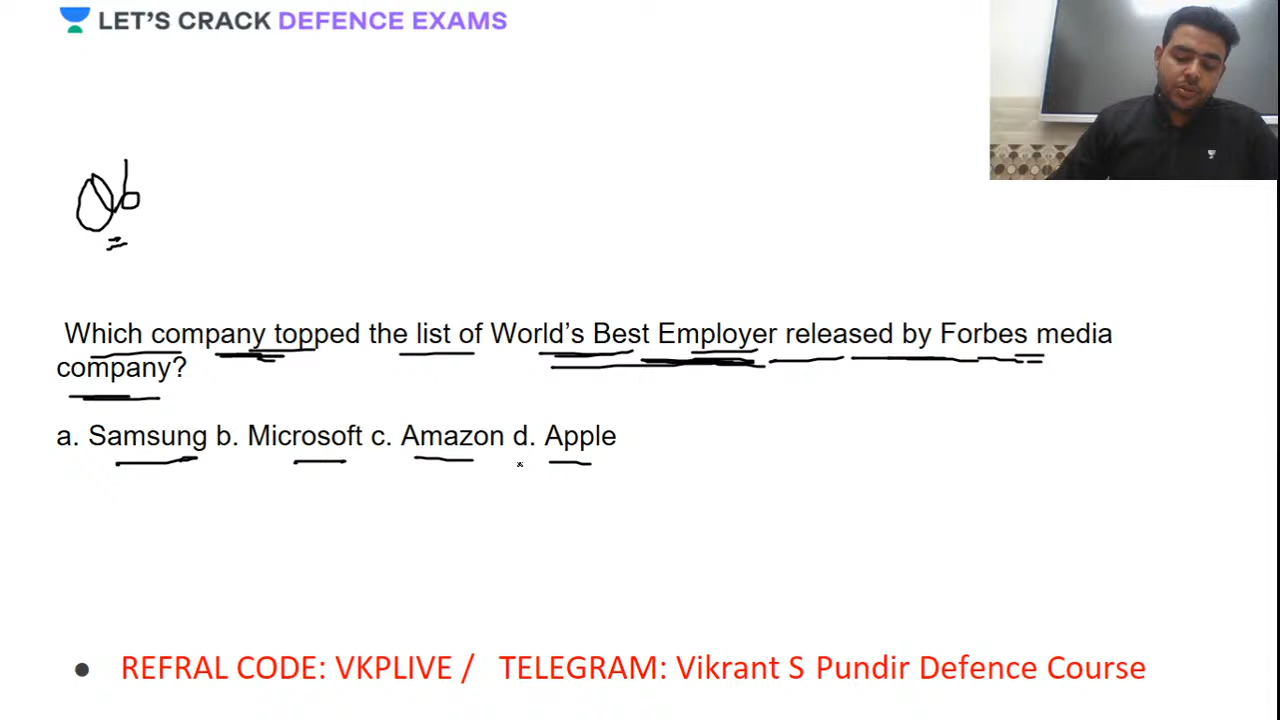 LET'S CRACK DEFENCE EXAMS
Which company topped the list of World's Best Employer released by Forbes media
company?
a. Samsung b. Microsoft c. Amazon d. Apple
● REFRAL CODE: VKPLIVE / TELEGRAM: Vikrant S Pundir Defence Course